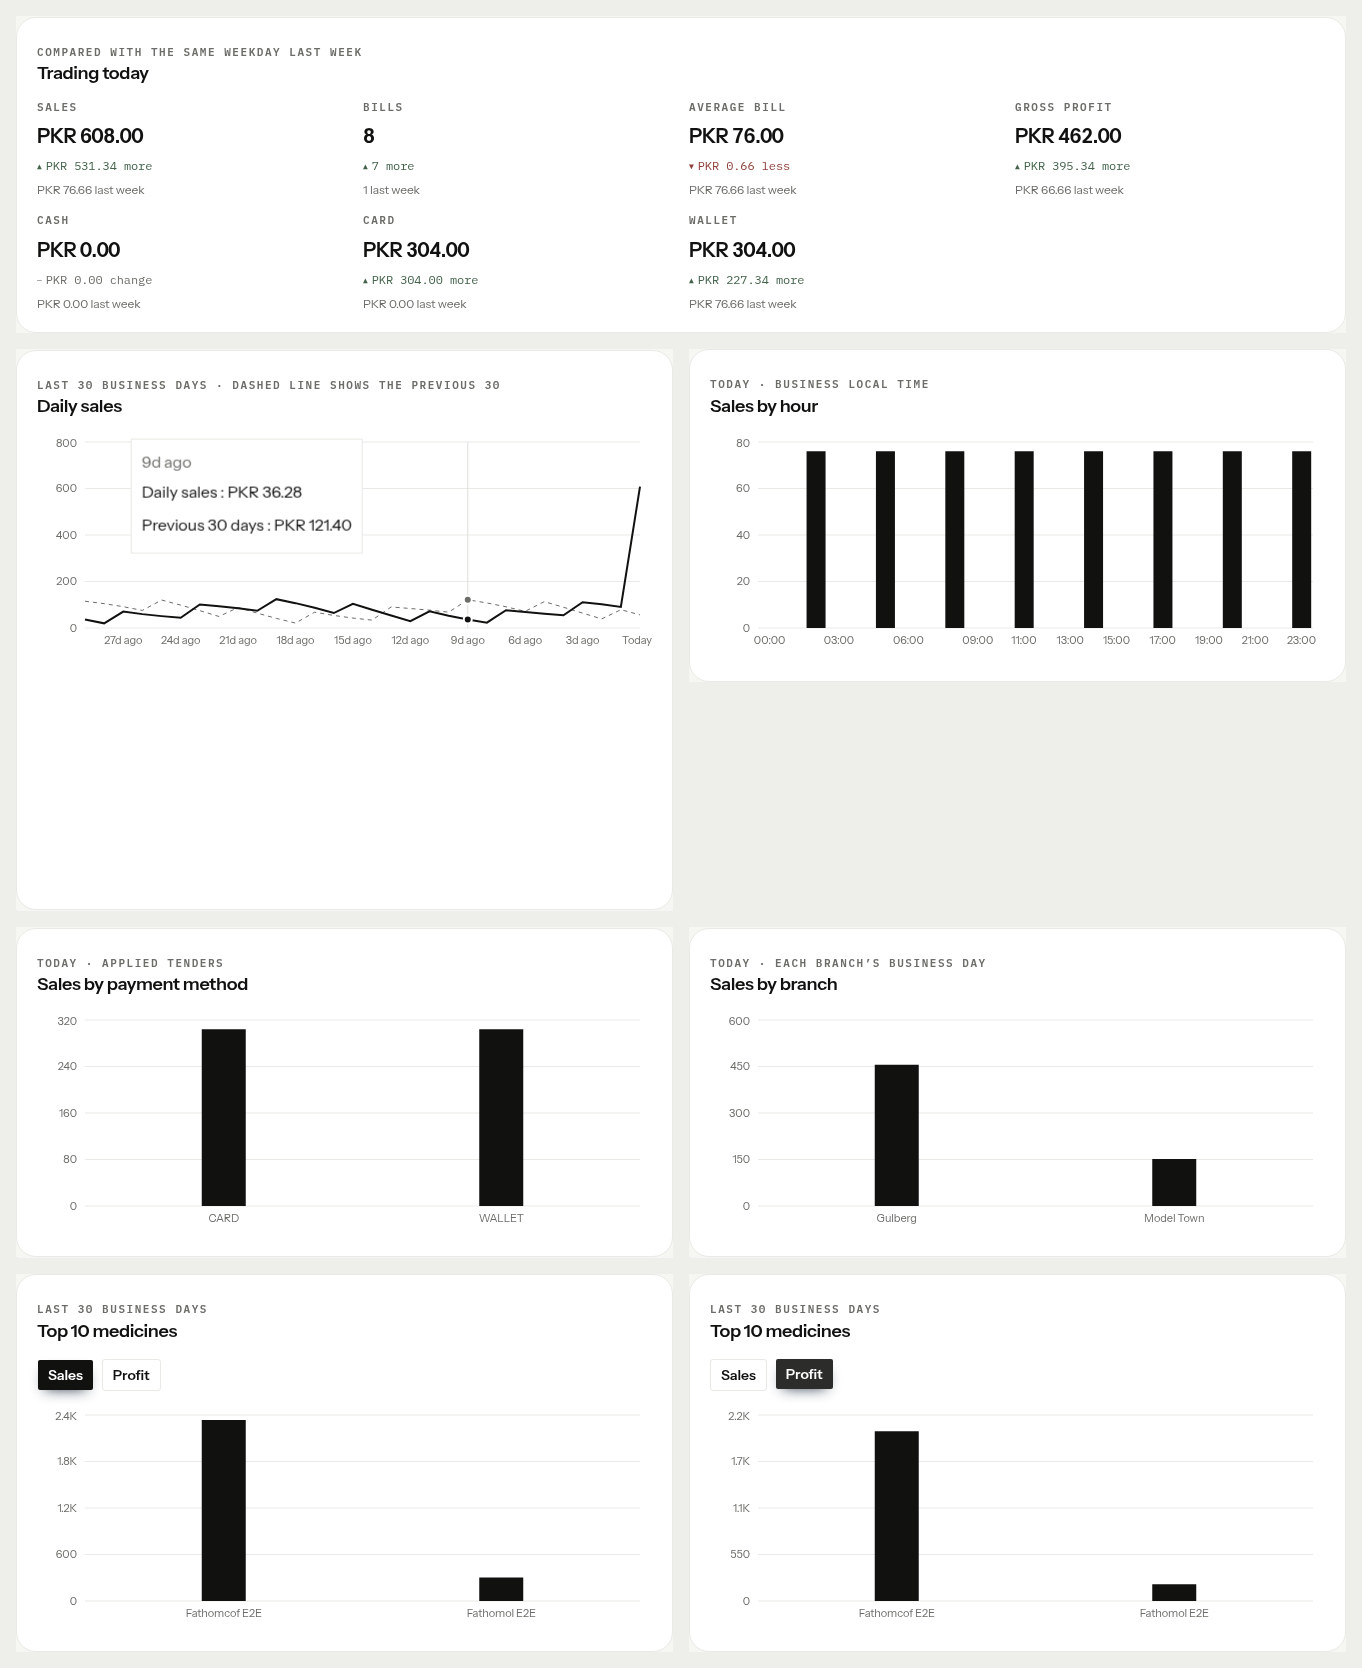 COMPARED WITH THE SAME WEEKDAY LAST WEEK
Trading today
SALES
PKR 608.00
▲ PKR 531.34 more
PKR 76.66 last week
BILLS
8
▲ 7 more
1 last week
AVERAGE BILL
PKR 76.00
▼ PKR 0.66 less
PKR 76.66 last week
GROSS PROFIT
PKR 462.00
▲ PKR 395.34 more
PKR 66.66 last week
CASH
PKR 0.00
– PKR 0.00 change
PKR 0.00 last week
CARD
PKR 304.00
▲ PKR 304.00 more
PKR 0.00 last week
WALLET
PKR 304.00
▲ PKR 227.34 more
PKR 76.66 last week
LAST 30 BUSINESS DAYS · DASHED LINE SHOWS THE PREVIOUS 30
Daily sales
800
600
400
200
0
9d ago
Daily sales : PKR 36.28
Previous 30 days : PKR 121.40
27d ago 24d ago 21d ago 18d ago 15d ago 12d ago 9d ago 6d ago 3d ago Today
TODAY · BUSINESS LOCAL TIME
Sales by hour
80
60
40
20
0
00:00 03:00 06:00 09:00 11:00 13:00 15:00 17:00 19:00 21:00 23:00
TODAY · APPLIED TENDERS
Sales by payment method
320
240
160
80
0
CARD WALLET
TODAY · EACH BRANCH’S BUSINESS DAY
Sales by branch
600
450
300
150
0
Gulberg Model Town
LAST 30 BUSINESS DAYS
Top 10 medicines
Sales Profit
2.4K
1.8K
1.2K
600
0
Fathomcof E2E Fathomol E2E
LAST 30 BUSINESS DAYS
Top 10 medicines
Sales Profit
2.2K
1.7K
1.1K
550
0
Fathomcof E2E Fathomol E2E